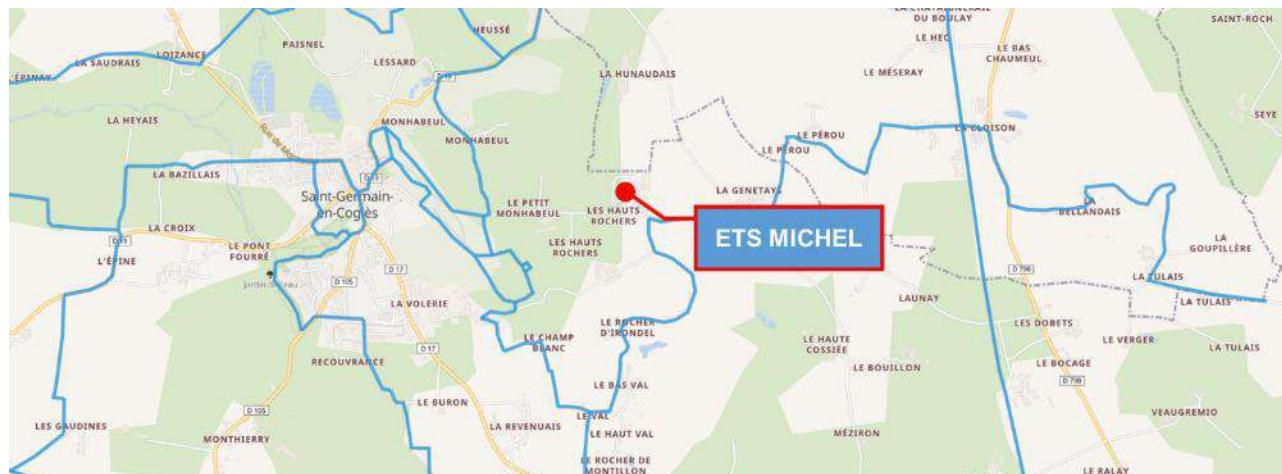 LA CHATAIGNERAIE
DU BOULAY
SAINT-ROCH
HEUSSÉ
PAISNEL
LE HEC
LOIZANCE
LE BAS
CHAUMEUL
LA SAUDRAIS
LESSARD
L'ÉPINAY
D 19
LA HUNAUDAIS
LE MÉSERAY
LA HEYAIS
MONHABEUL
SEYE
MONHABEUL
LE PÉROU
LA CLOISON
LE PÉROU
LA BAZILLAIS
D 19
LA GENETAYS
Saint-Germain-
en-Coglès
LE PETIT
MONHABEUL
LES HAUTS
ROCHERS
LA
BELLANDAIS
ETS MICHEL
LA CROIX
LE PONT
FOURRÉ
LES HAUTS
ROCHERS
LA
GOUPILLÈRE
D 19
L'ÉPINE
D 17
D 798
LA TULAIS
D 105
LA VOLERIE
LAUNAY
LA TULAIS
LE CHAMP
BLANC
LE ROCHER
D'IRONDEL
LES DOBETS
LE HAUTE
COSSIÉE
LE VERGER
LA TULAIS
D 17
RECOUVRANCE
LE BOUILLON
LE BOCAGE
D 798
LE BAS VAL
LE BURON
D 105
LE VAL
VEAUGREMIO
LES GAUDINES
LA REVENUAIS
LE HAUT VAL
MÉZIRON
MONTHIERRY
LE ROCHER DE
MONTILLON
LE RALAY